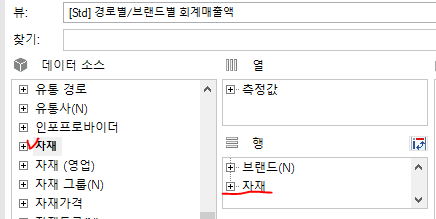 뷰: [Std] 경로별/브랜드별 회계매출액
찾기:
데이터 소스
유통 경로
유통사(N)
인포프로바이더
자재
자재 (영업)
자재 그룹(N)
자재가격
열
측정값
행
브랜드(N)
자재